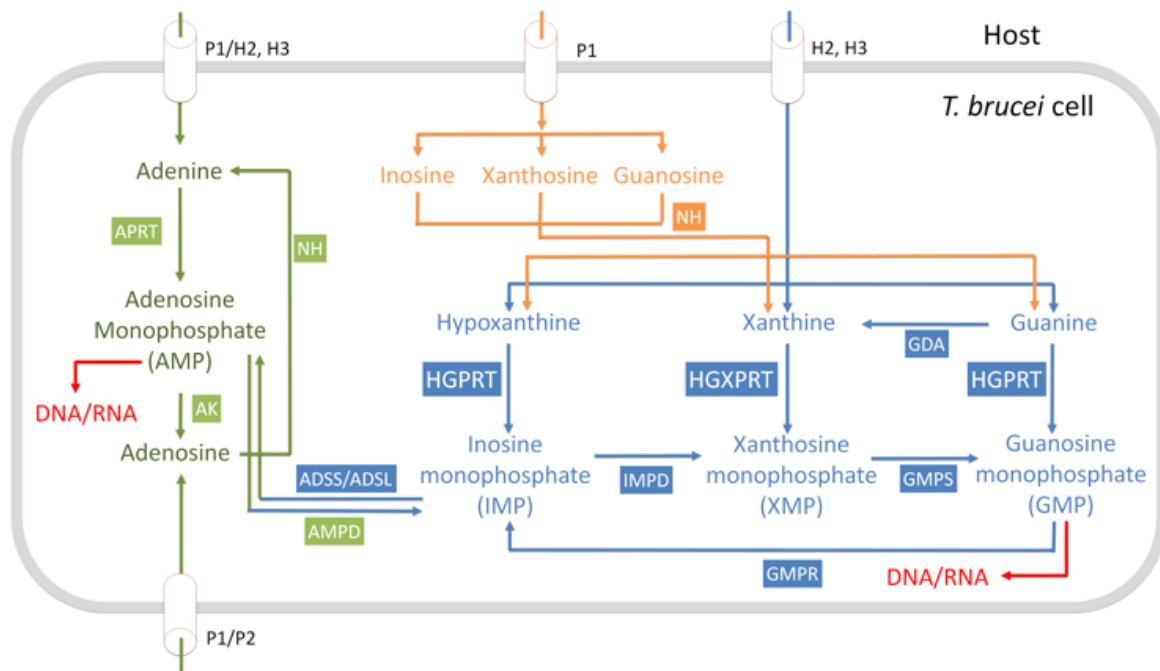 P1/H2, H3
P1
H2, H3
Host
T. brucei cell
Adenine
Inosine
Xanthosine
Guanosine
APRT
NH
NH
Adenosine
Monophosphate
(AMP)
Hypoxanthine
Xanthine
Guanine
GDA
DNA/RNA
AK
HGPRT
HGXPRT
HGPRT
Adenosine
ADSS/ADSL
AMPD
Inosine
monophosphate
(IMP)
IMPD
Xanthosine
monophosphate
(XMP)
GMPS
Guanosine
monophosphate
(GMP)
GMPR
DNA/RNA
P1/P2